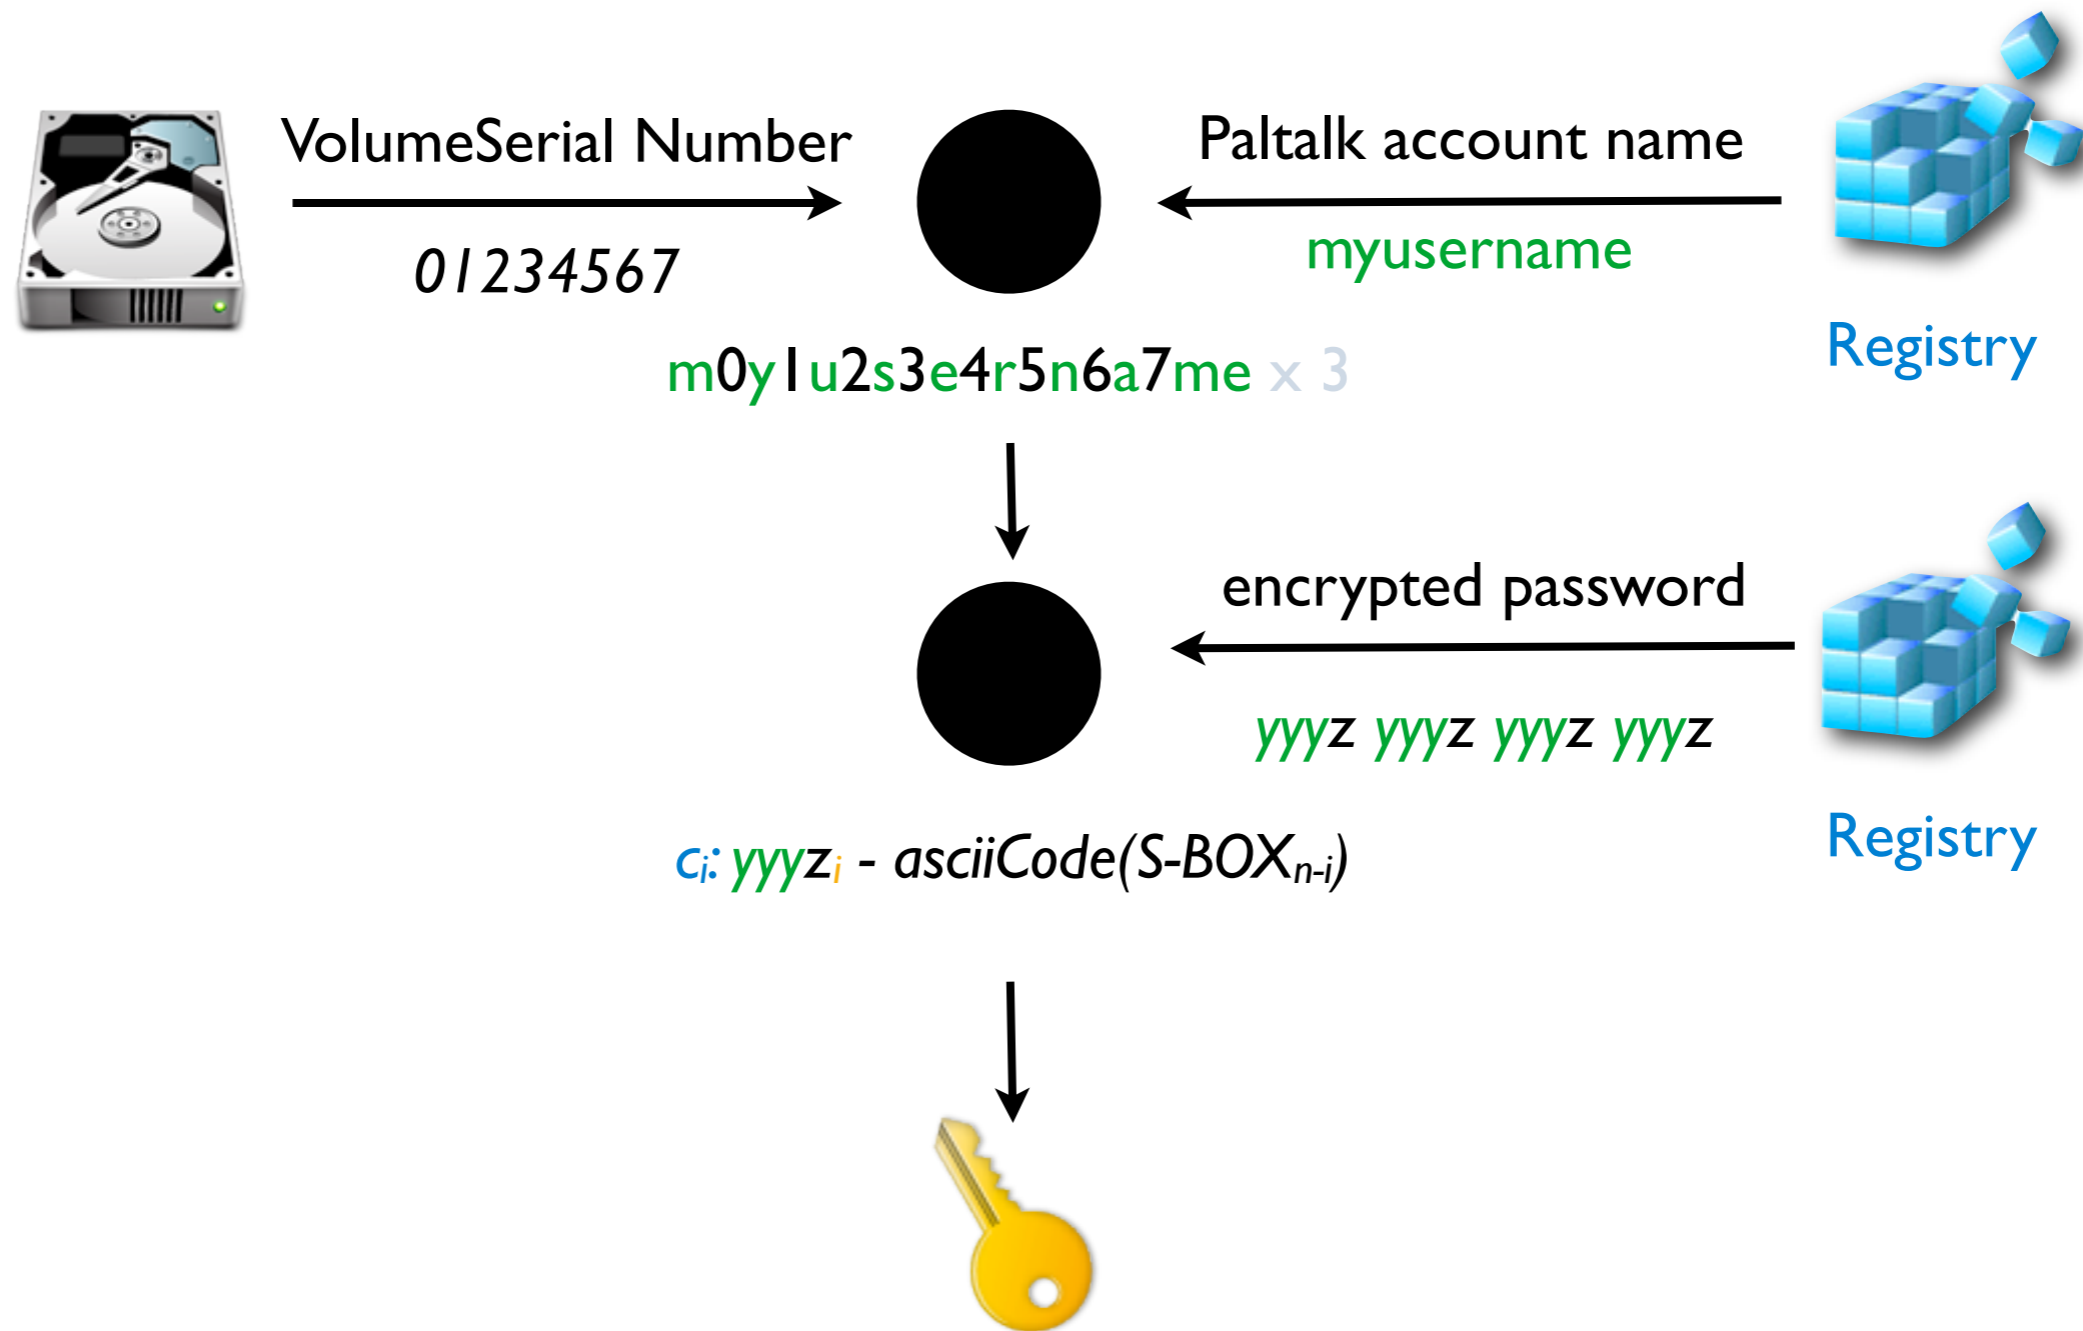 VolumeSerial Number
Paltalk account name
01234567
myusername
Registry
m0y1u2s3e4r5n6a7me x 3
encrypted password
yyyz yyyz yyyz yyyz
Registry
ci: yyyzi - asciiCode(S-BOXn-i)